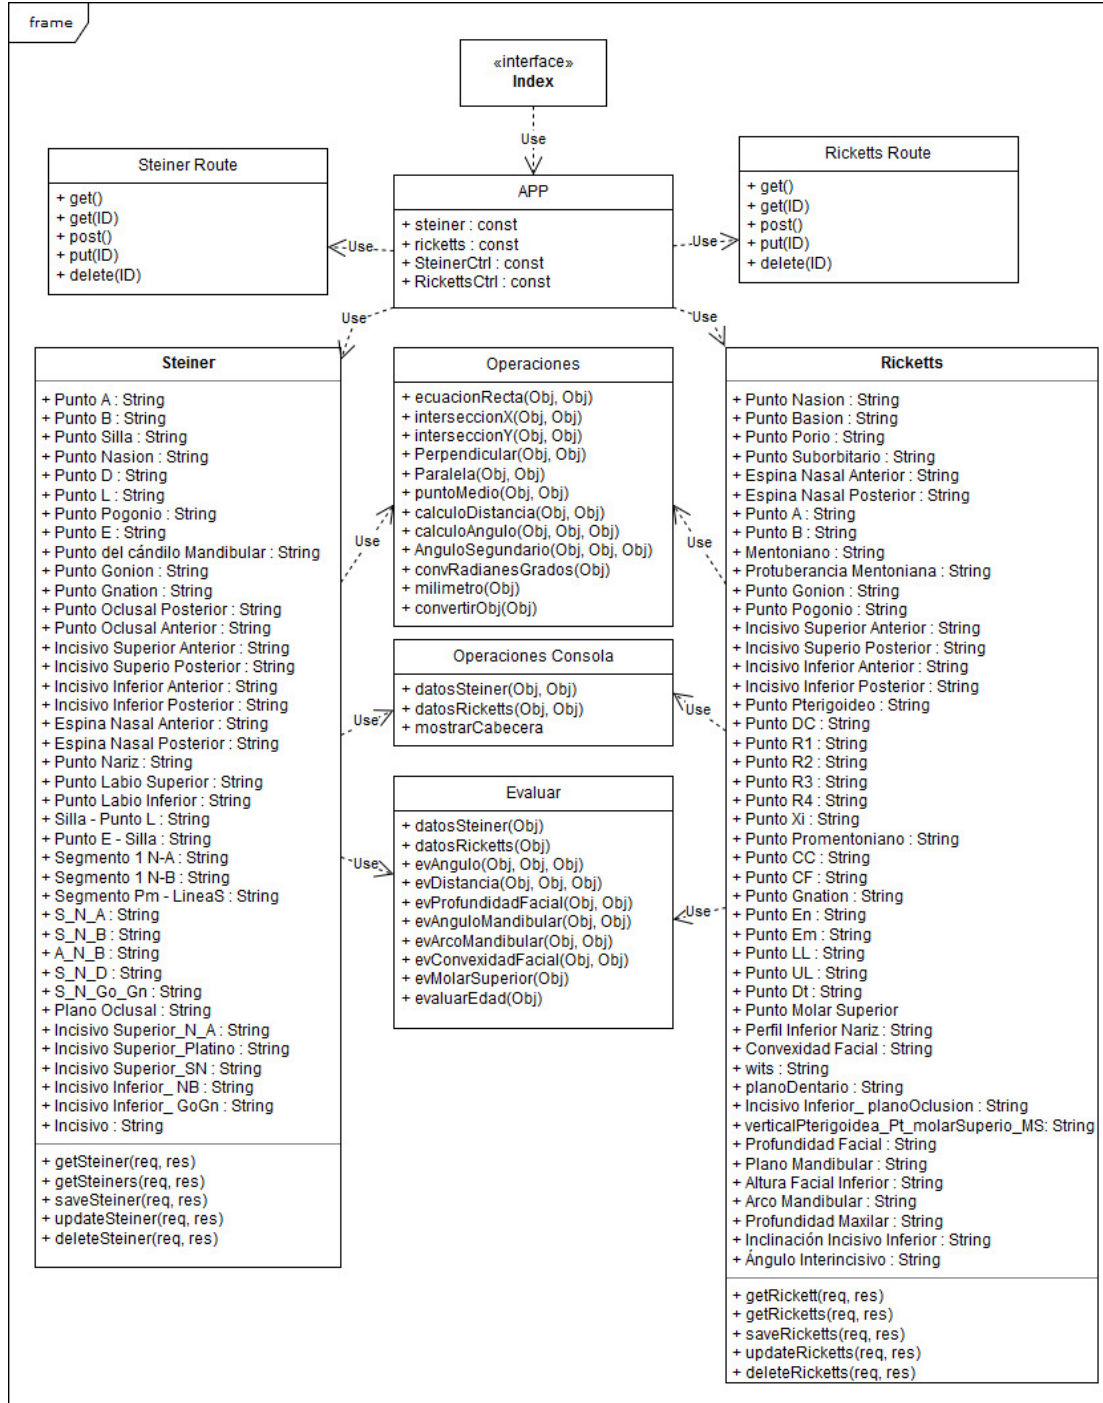 frame
«interface»
Index
Use
Steiner Route
+ get()
+ get(ID)
+ post()
+ put(ID)
+ delete(ID)
APP
+ steiner : const
+ ricketts : const
+ SteinerCtrl : const
+ RickettsCtrl : const
Ricketts Route
+ get()
+ get(ID)
+ post()
+ put(ID)
+ delete(ID)
Use
Use
Use
Use
Steiner
+ Punto A : String
+ Punto B : String
+ Punto Silla : String
+ Punto Nasion : String
+ Punto D : String
+ Punto L : String
+ Punto Pogonio : String
+ Punto E : String
+ Punto del cándilo Mandibular : String
+ Punto Gonion : String
+ Punto Gnation : String
+ Punto Oclusal Posterior : String
+ Punto Oclusal Anterior : String
+ Incisivo Superior Anterior : String
+ Incisivo Superio Posterior : String
+ Incisivo Inferior Anterior : String
+ Incisivo Inferior Posterior : String
+ Espina Nasal Anterior : String
+ Espina Nasal Posterior : String
+ Punto Nariz : String
+ Punto Labio Superior : String
+ Punto Labio Inferior : String
+ Silla - Punto L : String
+ Punto E - Silla : String
+ Segmento 1 N-A : String
+ Segmento 1 N-B : String
+ Segmento Pm - LineaS : String
+ S_N_A : String
+ S_N_B : String
+ A_N_B : String
+ S_N_D : String
+ S_N_Go_Gn : String
+ Plano Oclusal : String
+ Incisivo Superior_N_A : String
+ Incisivo Superior_Platino : String
+ Incisivo Superior_SN : String
+ Incisivo Inferior_ NB : String
+ Incisivo Inferior_ GoGn : String
+ Incisivo : String
+ getSteiner(req, res)
+ getSteiners(req, res)
+ saveSteiner(req, res)
+ updateSteiner(req, res)
+ deleteSteiner(req, res)
Operaciones
+ ecuacionRecta(Obj, Obj)
+ interseccionX(Obj, Obj)
+ interseccionY(Obj, Obj)
+ Perpendicular(Obj, Obj)
+ Paralela(Obj, Obj)
+ puntoMedio(Obj, Obj)
+ calculoDistancia(Obj, Obj)
+ calculoAngulo(Obj, Obj, Obj)
+ AnguloSegundario(Obj, Obj, Obj)
+ convRadianesGrados(Obj)
+ milimetro(Obj)
+ convertirObj(Obj)
Use
Use
Operaciones Consola
+ datosSteiner(Obj, Obj)
+ datosRicketts(Obj, Obj)
+ mostrarCabecera
Use
Use
Evaluar
+ datosSteiner(Obj)
+ datosRicketts(Obj)
+ evAngulo(Obj, Obj, Obj)
+ evDistancia(Obj, Obj, Obj)
+ evProfundidadFacial(Obj, Obj)
+ evAnguloMandibular(Obj, Obj)
+ evArcoMandibular(Obj, Obj)
+ evConvexidadFacial(Obj, Obj)
+ evMolarSuperior(Obj)
+ evaluarEdad(Obj)
Use
Use
Ricketts
+ Punto Nasion : String
+ Punto Basion : String
+ Punto Porio : String
+ Punto Suborbitario : String
+ Espina Nasal Anterior : String
+ Espina Nasal Posterior : String
+ Punto A : String
+ Punto B : String
+ Mentoniano : String
+ Protuberancia Mentoniana : String
+ Punto Gonion : String
+ Punto Pogonio : String
+ Incisivo Superior Anterior : String
+ Incisivo Superio Posterior : String
+ Incisivo Inferior Anterior : String
+ Incisivo Inferior Posterior : String
+ Punto Pterigoideo : String
+ Punto DC : String
+ Punto R1 : String
+ Punto R2 : String
+ Punto R3 : String
+ Punto R4 : String
+ Punto Xi : String
+ Punto Promentoniano : String
+ Punto CC : String
+ Punto CF : String
+ Punto Gnation : String
+ Punto En : String
+ Punto Em : String
+ Punto LL : String
+ Punto UL : String
+ Punto Dt : String
+ Punto Molar Superior
+ Perfil Inferior Nariz : String
+ Convexidad Facial : String
+ wits : String
+ planoDentario : String
+ Incisivo Inferior_ planoOclusion : String
+ verticalPterigoidea_Pt_molarSuperio_MS: String
+ Profundidad Facial : String
+ Plano Mandibular : String
+ Altura Facial Inferior : String
+ Arco Mandibular : String
+ Profundidad Maxilar : String
+ Inclinación Incisivo Inferior : String
+ Ángulo Interincisivo : String
+ getRickett(req, res)
+ getRicketts(req, res)
+ saveRicketts(req, res)
+ updateRicketts(req, res)
+ deleteRicketts(req, res)